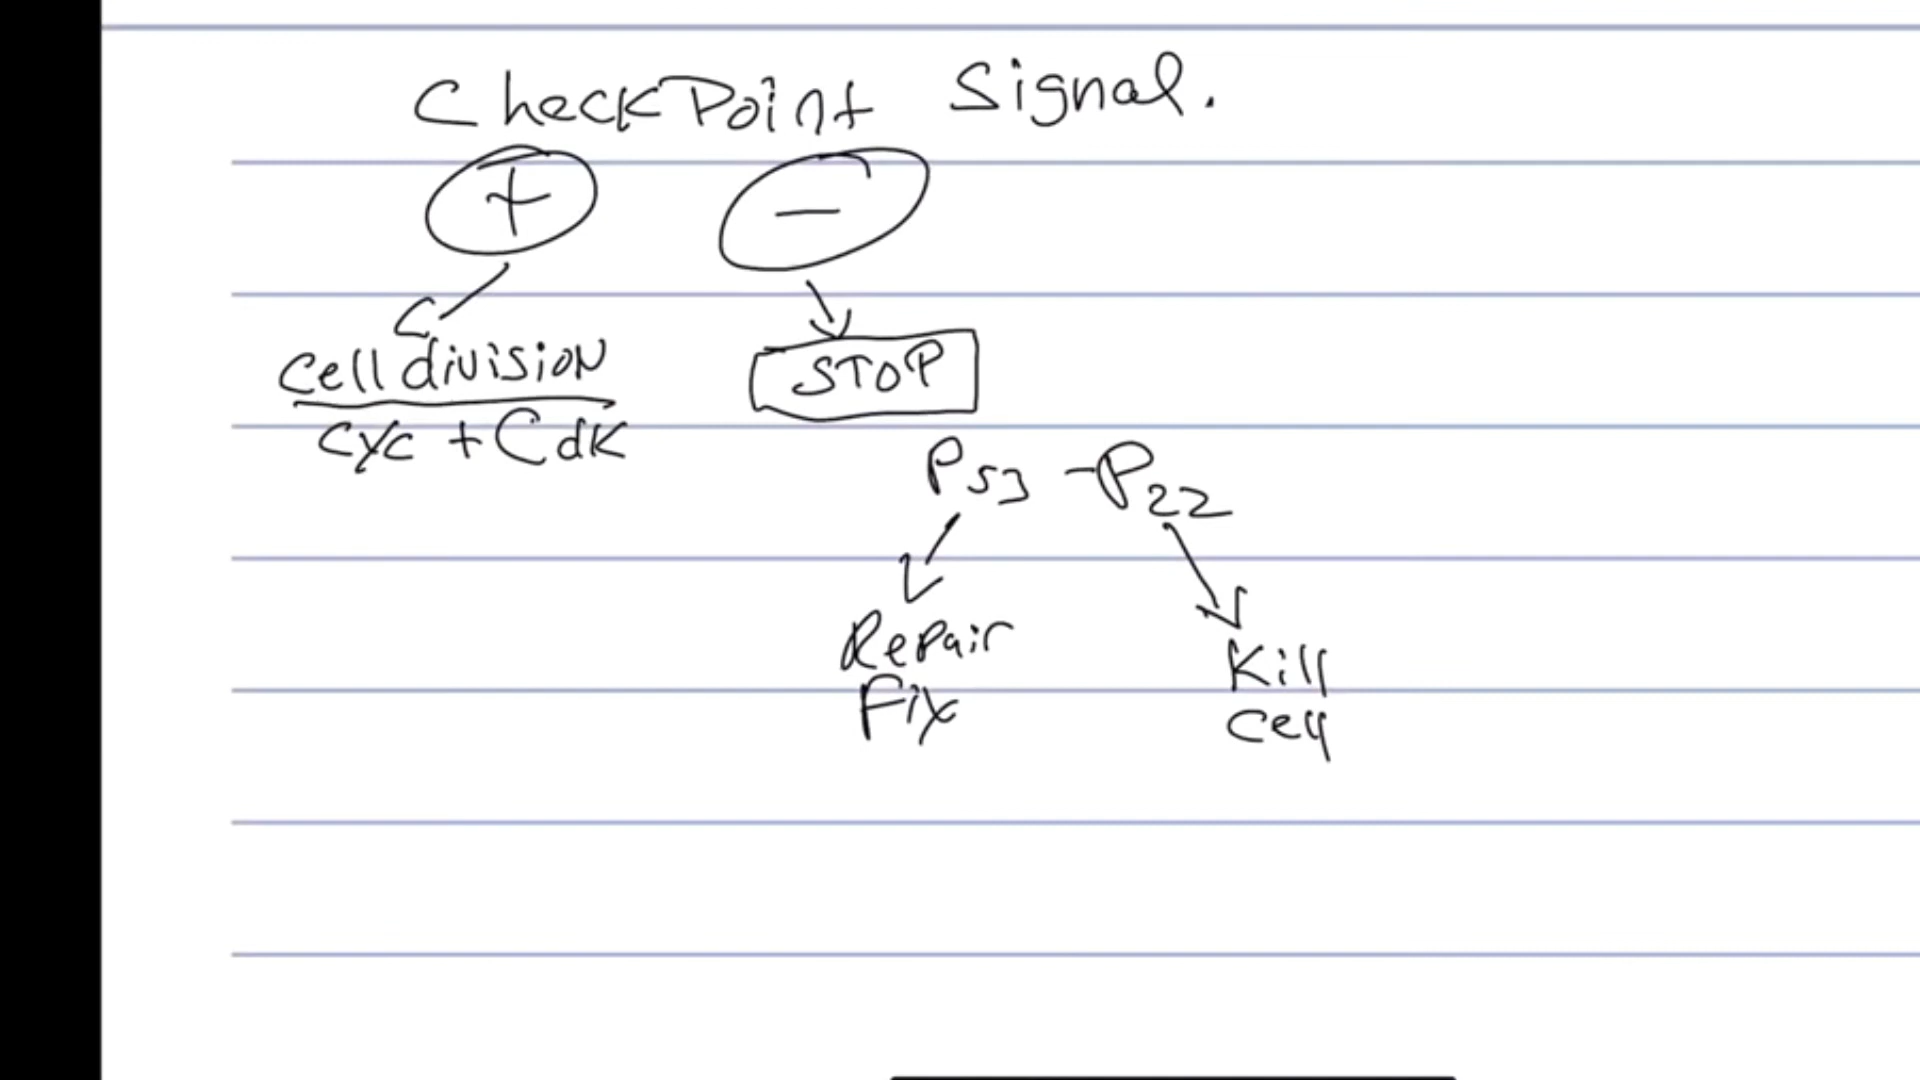 CheckPoint Signal.
+ −
Cell division STOP
Cyc + Cdk
P53 - P22
Repair Kill
Fix Cell